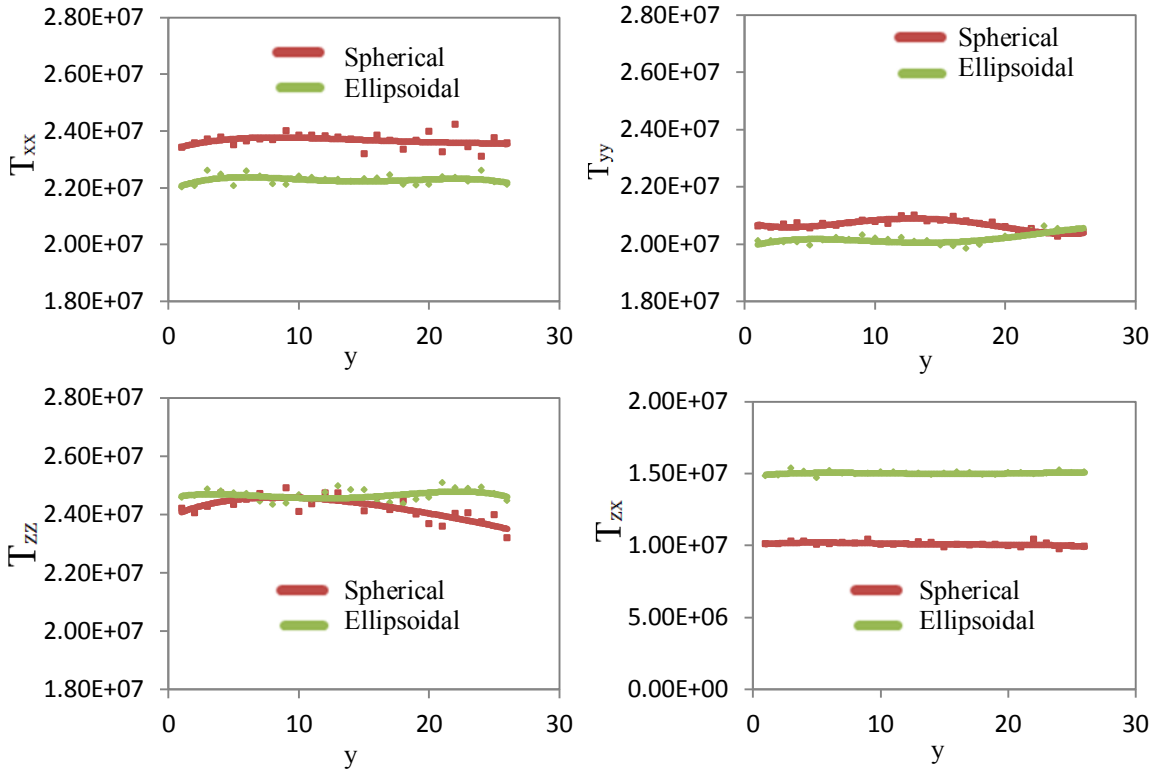 2.80E+07
2.60E+07
2.40E+07
2.20E+07
2.00E+07
1.80E+07
Txx
Spherical
Ellipsoidal
0 10 20 30
y
2.80E+07
2.60E+07
2.40E+07
2.20E+07
2.00E+07
1.80E+07
Tyy
Spherical
Ellipsoidal
0 10 20 30
y
2.80E+07
2.60E+07
2.40E+07
2.20E+07
2.00E+07
1.80E+07
Tzz
Spherical
Ellipsoidal
0 10 20 30
y
2.00E+07
1.50E+07
1.00E+07
5.00E+06
0.00E+00
Tzx
Spherical
Ellipsoidal
0 10 20 30
y